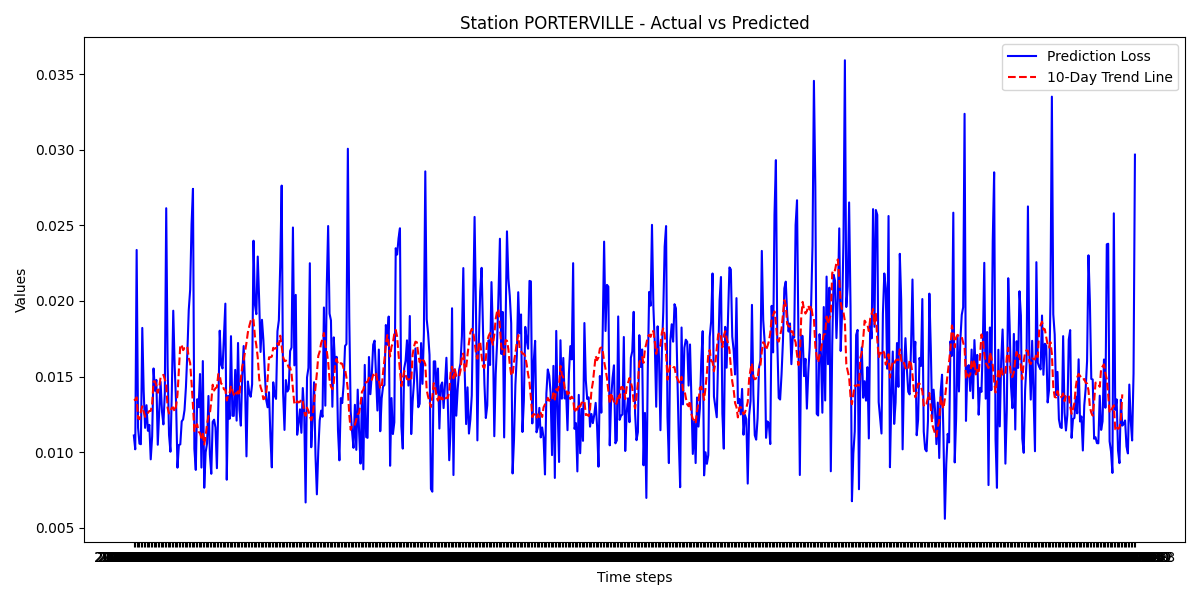 Station PORTERVILLE - Actual vs Predicted
Prediction Loss
10-Day Trend Line
Values
0.035
0.030
0.025
0.020
0.015
0.010
0.005
Time steps